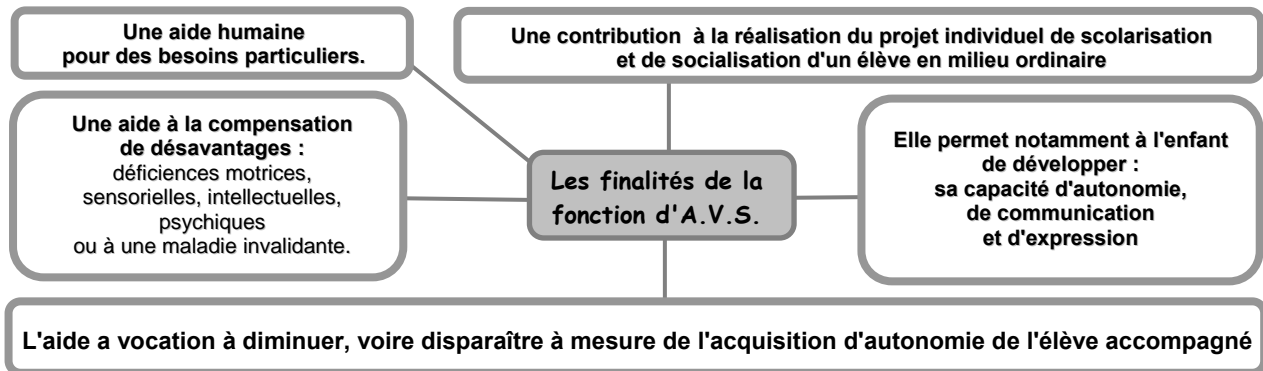 Une aide humaine
pour des besoins particuliers.
Une contribution à la réalisation du projet individuel de scolarisation
et de socialisation d'un élève en milieu ordinaire
Une aide à la compensation
de désavantages :
déficiences motrices,
sensorielles, intellectuelles,
psychiques
ou à une maladie invalidante.
Les finalités de la
fonction d'A.V.S.
Elle permet notamment à l'enfant
de développer :
sa capacité d'autonomie,
de communication
et d'expression
L'aide a vocation à diminuer, voire disparaître à mesure de l'acquisition d'autonomie de l'élève accompagné